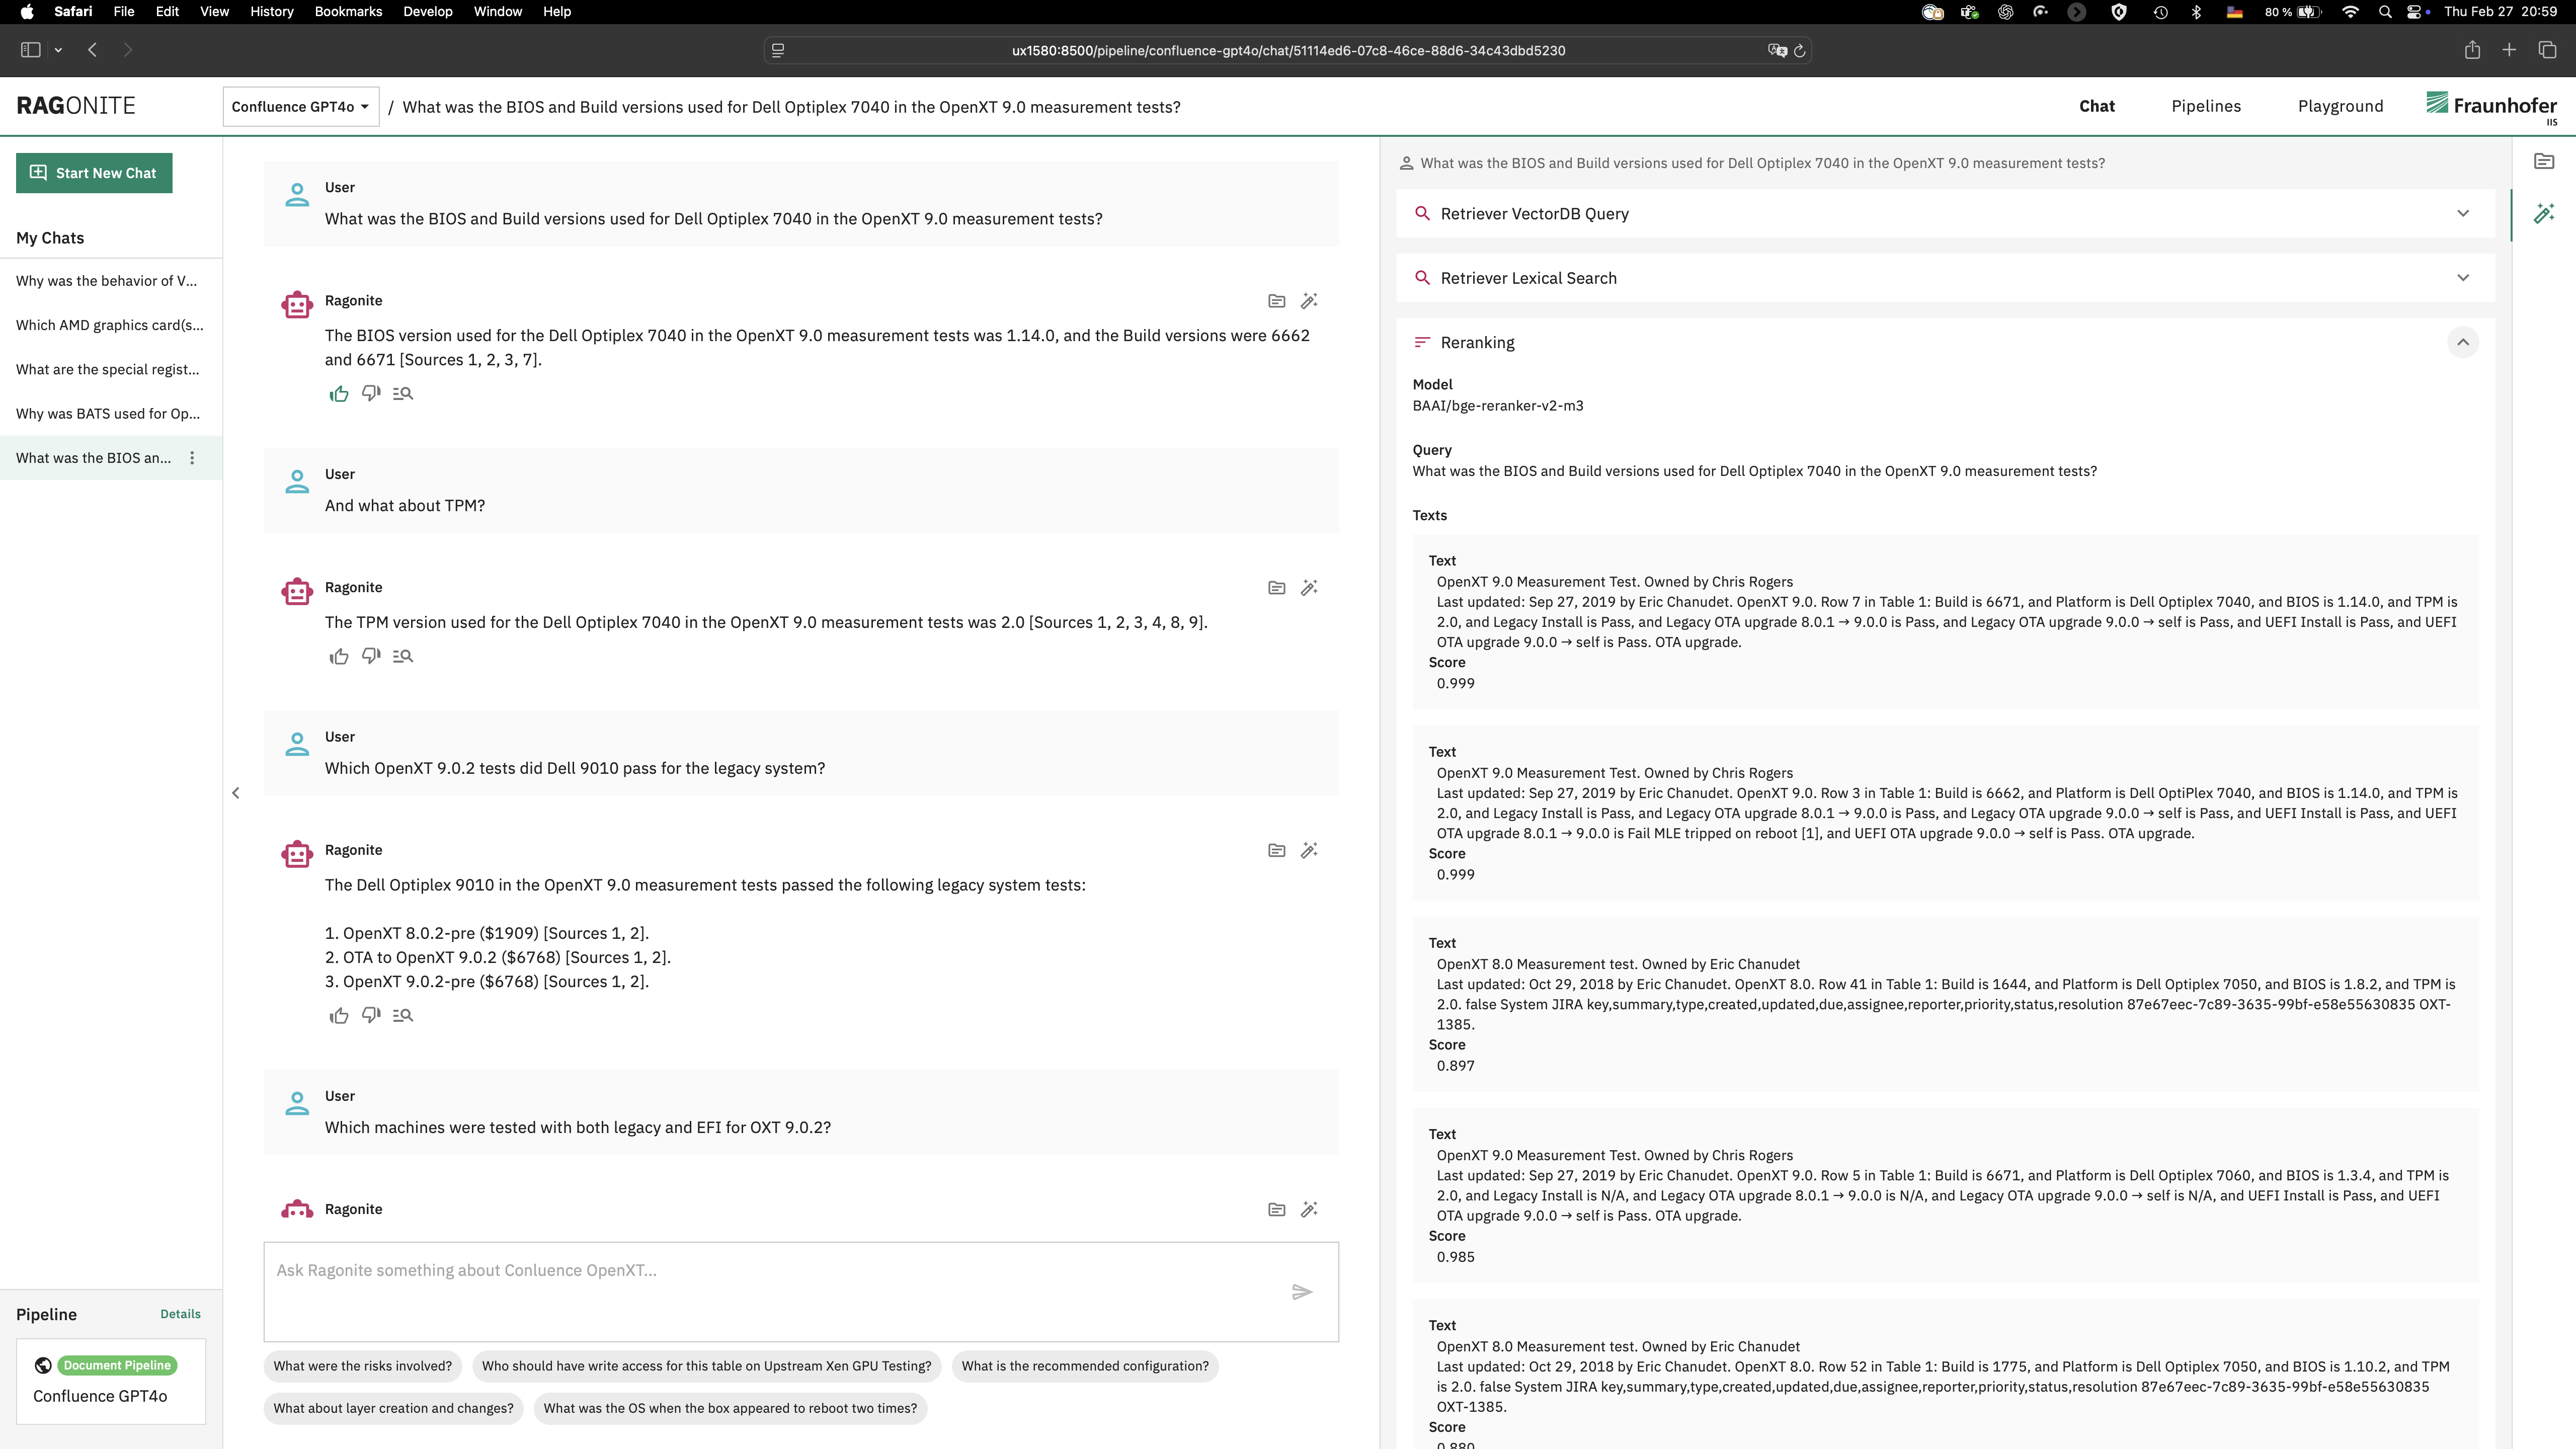 Safari File Edit View History Bookmarks Develop Window Help 80 % Thu Feb 27 20:59
ux1580:8500/pipeline/confluence-gpt4o/chat/51114ed6-07c8-46ce-88d6-34c43dbd5230
RAGONITE
Confluence GPT4o / What was the BIOS and Build versions used for Dell Optiplex 7040 in the OpenXT 9.0 measurement tests?
Chat Pipelines Playground
Fraunhofer
IIS
Start New Chat
My Chats
Why was the behavior of V...
Which AMD graphics card(s...
What are the special regist...
Why was BATS used for Op...
What was the BIOS an...
Pipeline Details
Document Pipeline
Confluence GPT4o
User
What was the BIOS and Build versions used for Dell Optiplex 7040 in the OpenXT 9.0 measurement tests?
Ragonite
The BIOS version used for the Dell Optiplex 7040 in the OpenXT 9.0 measurement tests was 1.14.0, and the Build versions were 6662
and 6671 [Sources 1, 2, 3, 7].
User
And what about TPM?
Ragonite
The TPM version used for the Dell Optiplex 7040 in the OpenXT 9.0 measurement tests was 2.0 [Sources 1, 2, 3, 4, 8, 9].
User
Which OpenXT 9.0.2 tests did Dell 9010 pass for the legacy system?
Ragonite
The Dell Optiplex 9010 in the OpenXT 9.0 measurement tests passed the following legacy system tests:
1. OpenXT 8.0.2-pre ($1909) [Sources 1, 2].
2. OTA to OpenXT 9.0.2 ($6768) [Sources 1, 2].
3. OpenXT 9.0.2-pre ($6768) [Sources 1, 2].
User
Which machines were tested with both legacy and EFI for OXT 9.0.2?
Ragonite
Ask Ragonite something about Conluence OpenXT...
What were the risks involved? Who should have write access for this table on Upstream Xen GPU Testing? What is the recommended configuration?
What about layer creation and changes? What was the OS when the box appeared to reboot two times?
What was the BIOS and Build versions used for Dell Optiplex 7040 in the OpenXT 9.0 measurement tests?
Retriever VectorDB Query
Retriever Lexical Search
Reranking
Model
BAAI/bge-reranker-v2-m3
Query
What was the BIOS and Build versions used for Dell Optiplex 7040 in the OpenXT 9.0 measurement tests?
Texts
Text
OpenXT 9.0 Measurement Test. Owned by Chris Rogers
Last updated: Sep 27, 2019 by Eric Chanudet. OpenXT 9.0. Row 7 in Table 1: Build is 6671, and Platform is Dell Optiplex 7040, and BIOS is 1.14.0, and TPM is
2.0, and Legacy Install is Pass, and Legacy OTA upgrade 8.0.1 → 9.0.0 is Pass, and Legacy OTA upgrade 9.0.0 → self is Pass, and UEFI Install is Pass, and UEFI
OTA upgrade 9.0.0 → self is Pass. OTA upgrade.
Score
0.999
Text
OpenXT 9.0 Measurement Test. Owned by Chris Rogers
Last updated: Sep 27, 2019 by Eric Chanudet. OpenXT 9.0. Row 3 in Table 1: Build is 6662, and Platform is Dell OptiPlex 7040, and BIOS is 1.14.0, and TPM is
2.0, and Legacy Install is Pass, and Legacy OTA upgrade 8.0.1 → 9.0.0 is Pass, and Legacy OTA upgrade 9.0.0 → self is Pass, and UEFI Install is Pass, and UEFI
OTA upgrade 8.0.1 → 9.0.0 is Fail MLE tripped on reboot [1], and UEFI OTA upgrade 9.0.0 → self is Pass. OTA upgrade.
Score
0.999
Text
OpenXT 8.0 Measurement test. Owned by Eric Chanudet
Last updated: Oct 29, 2018 by Eric Chanudet. OpenXT 8.0. Row 41 in Table 1: Build is 1644, and Platform is Dell Optiplex 7050, and BIOS is 1.8.2, and TPM is
2.0. false System JIRA key,summary,type,created,updated,due,assignee,reporter,priority,status,resolution 87e67eec-7c89-3635-99bf-e58e55630835 OXT-
1385.
Score
0.897
Text
OpenXT 9.0 Measurement Test. Owned by Chris Rogers
Last updated: Sep 27, 2019 by Eric Chanudet. OpenXT 9.0. Row 5 in Table 1: Build is 6671, and Platform is Dell Optiplex 7060, and BIOS is 1.3.4, and TPM is
2.0, and Legacy Install is N/A, and Legacy OTA upgrade 8.0.1 → 9.0.0 is N/A, and Legacy OTA upgrade 9.0.0 → self is N/A, and UEFI Install is Pass, and UEFI
OTA upgrade 9.0.0 → self is Pass. OTA upgrade.
Score
0.985
Text
OpenXT 8.0 Measurement test. Owned by Eric Chanudet
Last updated: Oct 29, 2018 by Eric Chanudet. OpenXT 8.0. Row 52 in Table 1: Build is 1775, and Platform is Dell Optiplex 7050, and BIOS is 1.10.2, and TPM
is 2.0. false System JIRA key,summary,type,created,updated,due,assignee,reporter,priority,status,resolution 87e67eec-7c89-3635-99bf-e58e55630835
OXT-1385.
Score